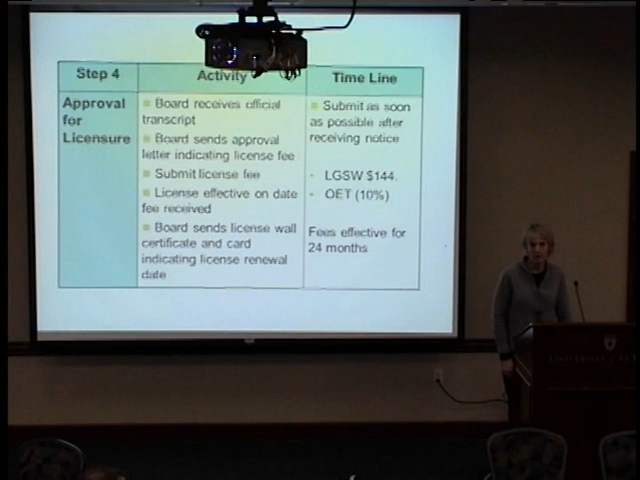 Step 4
Activity
Time Line
Approval
for
Licensure
Board receives official
transcript
Board sends approval
letter indicating license fee
Submit license fee
License effective on date
fee received
Board sends license wall
certificate and card
indicating license renewal
date
Submit as soon
as possible after
receiving notice
LGSW $144.
OET (10%)
Fees effective for
24 months
UNIVERSITY